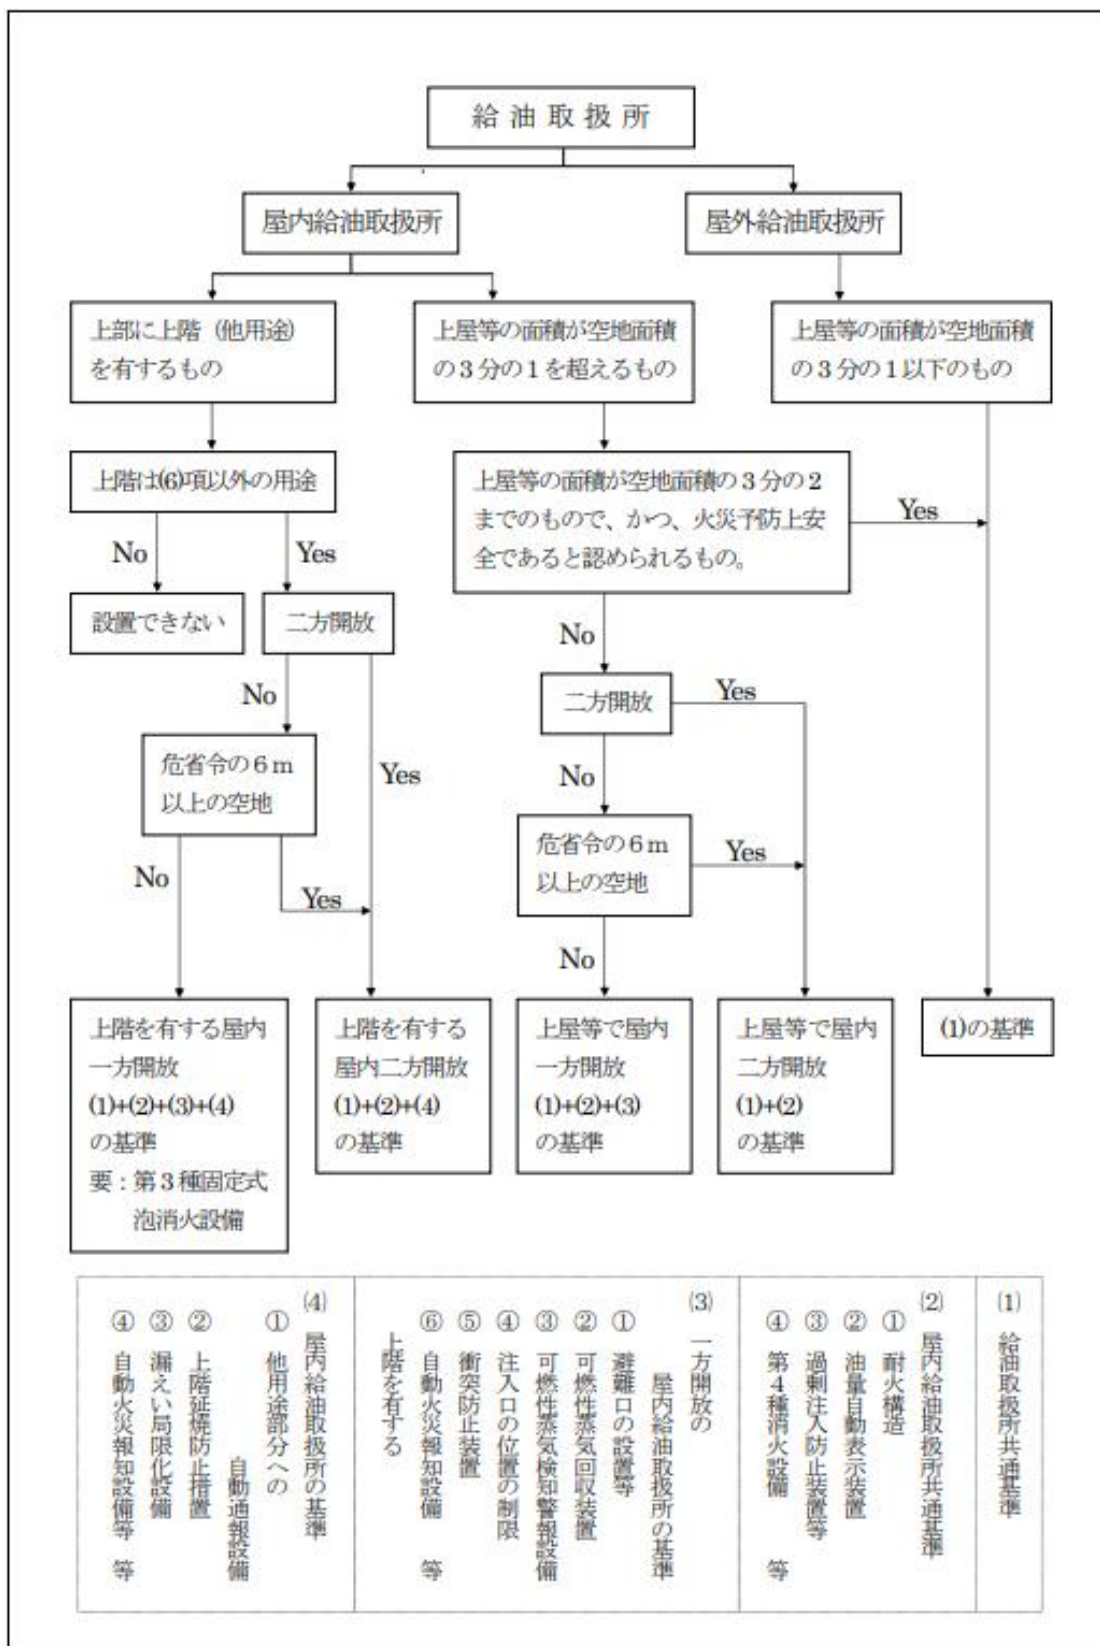 給油取扱所
屋内給油取扱所
屋外給油取扱所
上部に上階（他用途）
を有するもの
上屋等の面積が空地面積
の3分の1を超えるもの
上屋等の面積が空地面積
の3分の1以下のもの
上階は(6)項以外の用途
上屋等の面積が空地面積の3分の2
までのもので、かつ、火災予防上安
全であると認められるもの。
Yes
No
Yes
設置できない
二方開放
No
No
二方開放
Yes
危省令の6m
以上の空地
Yes
No
危省令の6m
以上の空地
Yes
No
Yes
No
上階を有する屋内
一方開放
(1)+(2)+(3)+(4)
の基準
要：第3種固定式
泡消火設備
上階を有する
屋内二方開放
(1)+(2)+(4)
の基準
上屋等で屋内
一方開放
(1)+(2)+(3)
の基準
上屋等で屋内
二方開放
(1)+(2)
の基準
(1)の基準
(1) 給油取扱所共通基準
(2) 屋内給油取扱所共通基準
① 耐火構造
② 油量自動表示装置
③ 過剰注入防止装置等
④ 第4種消火設備 等
(3) 一方開放の
屋内給油取扱所の基準
① 避難口の設置等
② 可燃性蒸気回収装置
③ 可燃性蒸気検知警報設備
④ 注入口の位置の制限
⑤ 衝突防止装置
⑥ 自動火災報知設備 等
上階を有する
(4) 屋内給油取扱所の基準
① 他用途部分への
自動通報設備
② 上階延焼防止措置
③ 漏えい局限化設備
④ 自動火災報知設備等 等